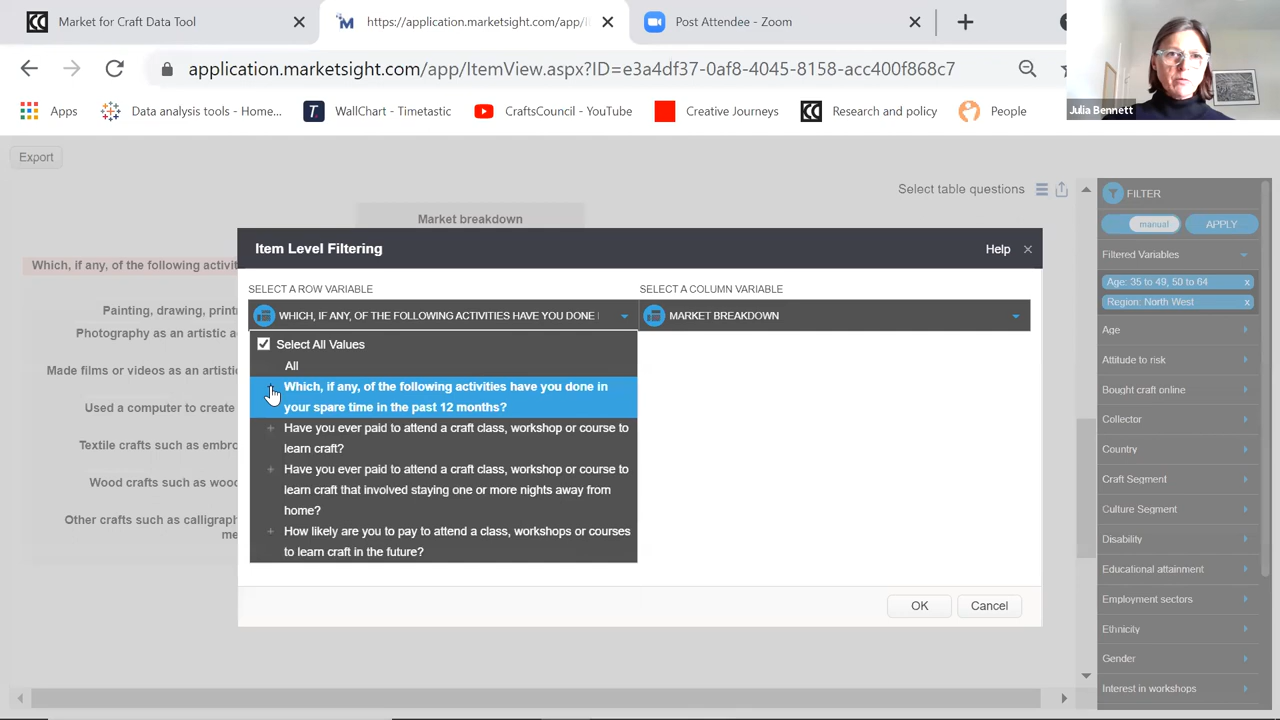 Market for Craft Data Tool
https://application.marketsight.com/app/I
Post Attendee - Zoom
application.marketsight.com/app/ItemView.aspx?ID=e3a4df37-0af8-4045-8158-acc400f868c7
Apps
Data analysis tools - Home...
WallChart - Timetastic
CraftsCouncil - YouTube
Creative Journeys
Research and policy
People
Julia Bennett
Export
Select table questions
Market breakdown
Which, if any, of the following activiti
Painting, drawing, print
Photography as an artistic
Made films or videos as an artistic
Used a computer to create
Textile crafts such as embro
Wood crafts such as wood
Other crafts such as calligraph
me
Item Level Filtering
Help
SELECT A ROW VARIABLE
SELECT A COLUMN VARIABLE
WHICH, IF ANY, OF THE FOLLOWING ACTIVITIES HAVE YOU DONE
MARKET BREAKDOWN
Select All Values
All
Which, if any, of the following activities have you done in
your spare time in the past 12 months?
Have you ever paid to attend a craft class, workshop or course to
learn craft?
Have you ever paid to attend a craft class, workshop or course to
learn craft that involved staying one or more nights away from
home?
How likely are you to pay to attend a class, workshops or courses
to learn craft in the future?
OK
Cancel
FILTER
manual
APPLY
Filtered Variables
Age: 35 to 49, 50 to 64 x
Region: North West x
Age
Attitude to risk
Bought craft online
Collector
Country
Craft Segment
Culture Segment
Disability
Educational attainment
Employment sectors
Ethnicity
Gender
Interest in workshops